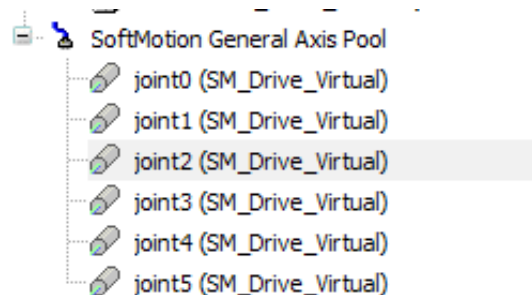 SoftMotion General Axis Pool
joint0 (SM_Drive_Virtual)
joint1 (SM_Drive_Virtual)
joint2 (SM_Drive_Virtual)
joint3 (SM_Drive_Virtual)
joint4 (SM_Drive_Virtual)
joint5 (SM_Drive_Virtual)